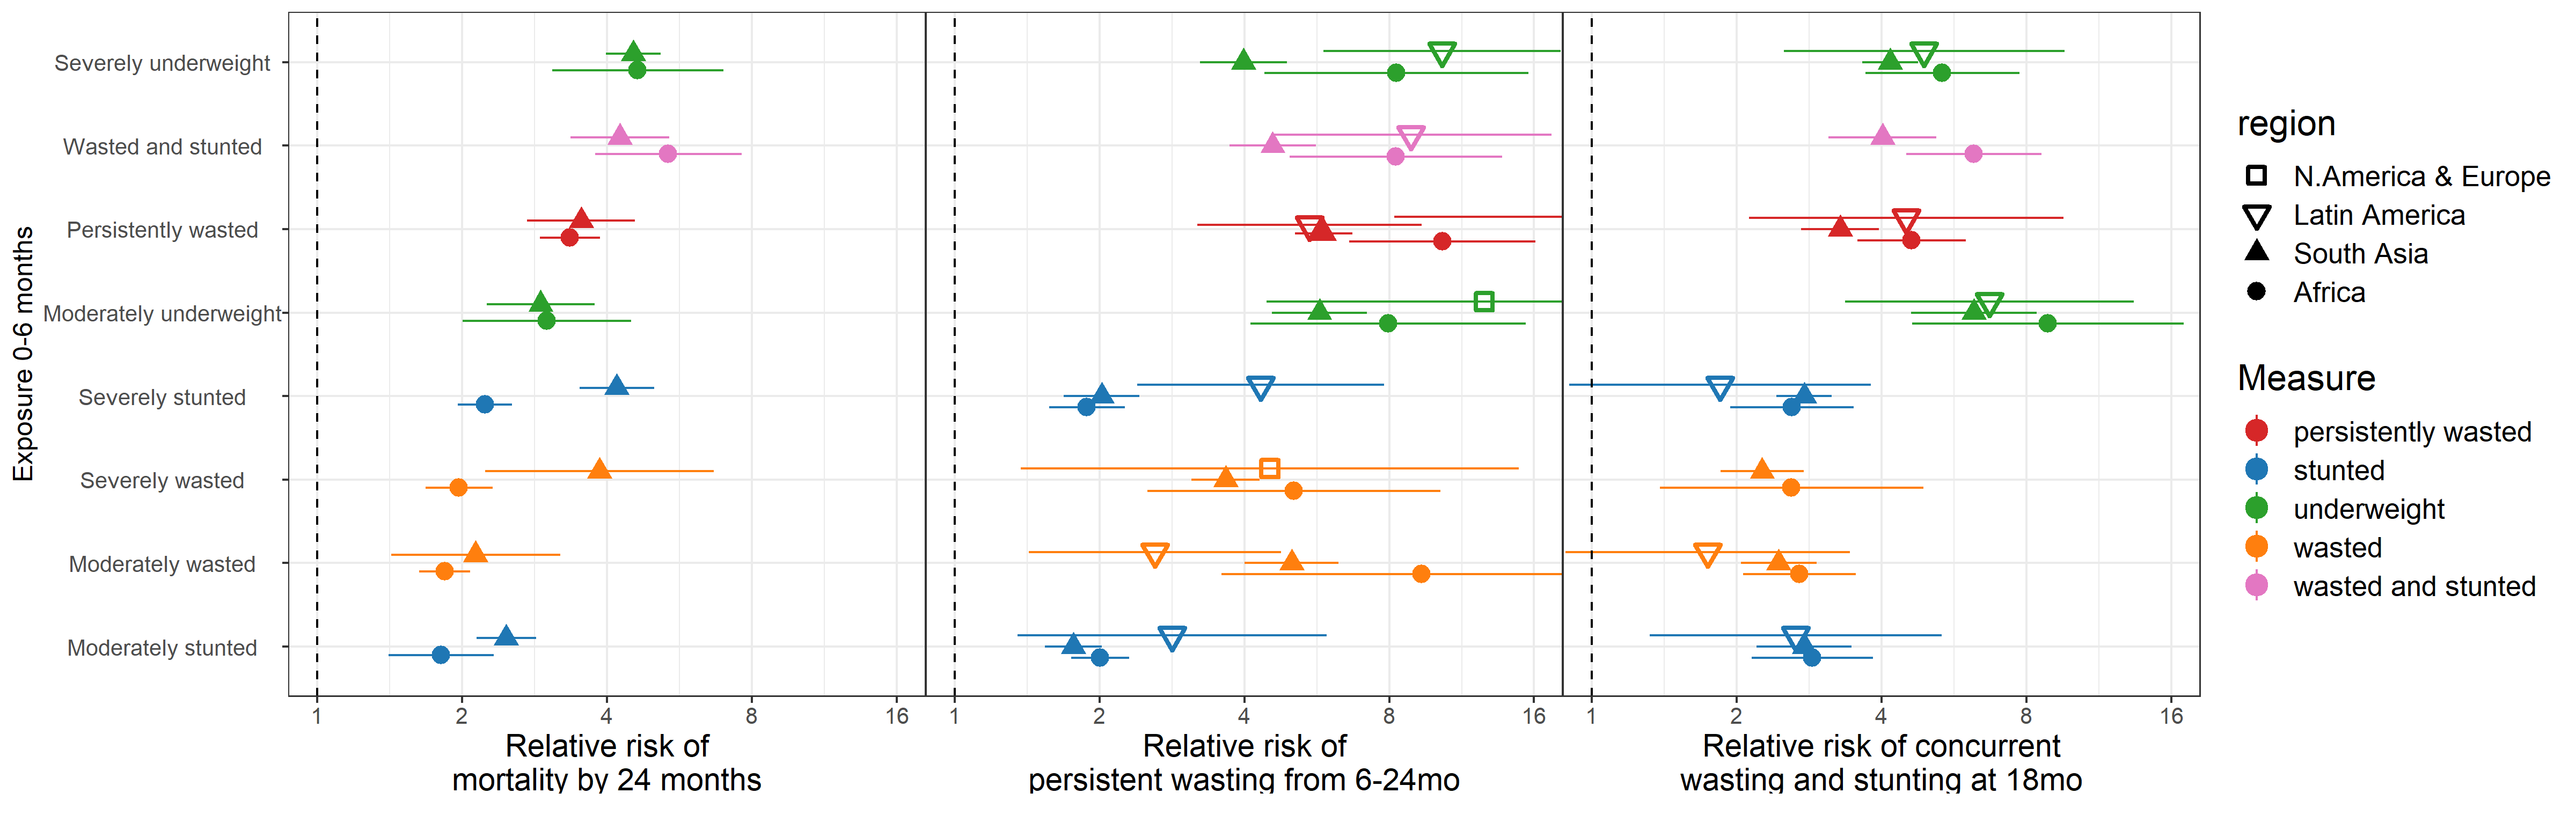 Exposure 0-6 months
Severely underweight
Wasted and stunted
Persistently wasted
Moderately underweight
Severely stunted
Severely wasted
Moderately wasted
Moderately stunted
1 2 4 8 16
1 2 4 8 16
1 2 4 8 16
Relative risk of
mortality by 24 months
Relative risk of
persistent wasting from 6-24mo
Relative risk of concurrent
wasting and stunting at 18mo
region
N.America & Europe
Latin America
South Asia
Africa
Measure
persistently wasted
stunted
underweight
wasted
wasted and stunted